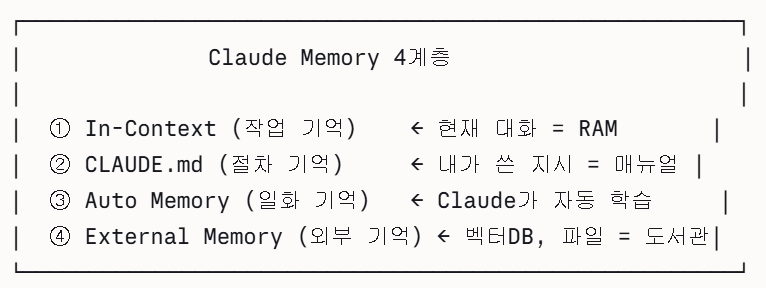 Claude Memory 4계층
① In-Context (작업 기억) ← 현재 대화 = RAM
② CLAUDE.md (절차 기억) ← 내가 쓴 지시 = 매뉴얼
③ Auto Memory (일화 기억) ← Claude가 자동 학습
④ External Memory (외부 기억) ← 벡터DB, 파일 = 도서관